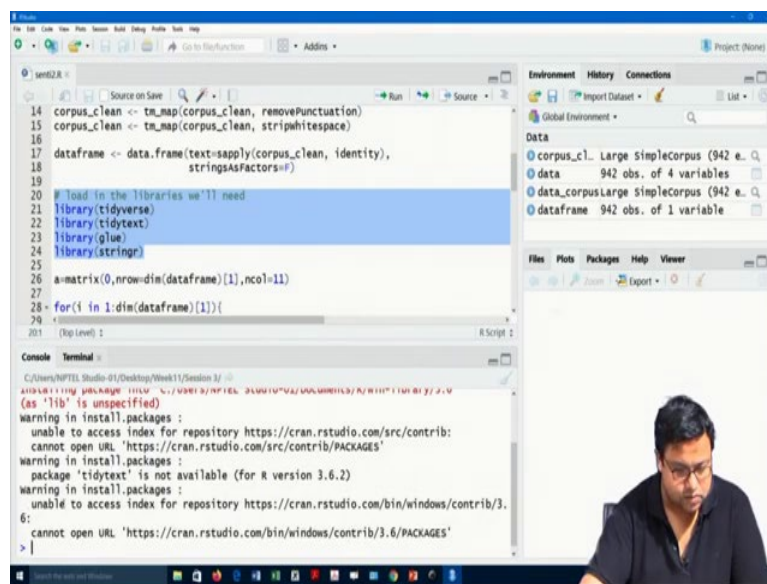 RStudio
File Edit Code View Plots Session Build Debug Profile Tools Help
Go to file/function Addins
Project: (None)
senti2.R
Source on Save Run Source
14 corpus_clean <- tm_map(corpus_clean, removePunctuation)
15 corpus_clean <- tm_map(corpus_clean, stripWhitespace)
16
17 dataframe <- data.frame(text=sapply(corpus_clean, identity),
18 stringsAsFactors=F)
19
20 # load in the libraries we'll need
21 library(tidyverse)
22 library(tidytext)
23 library(glue)
24 library(stringr)
25
26 a=matrix(0,nrow=dim(dataframe)[1],ncol=11)
27
28 for(i in 1:dim(dataframe)[1]){
29
20:1 (Top Level) R Script
Console Terminal
C:/Users/NPTEL Studio-01/Desktop/Week11/Session 3/
Installing package into
(as 'lib' is unspecified)
Warning in install.packages :
unable to access index for repository https://cran.rstudio.com/src/contrib:
cannot open URL 'https://cran.rstudio.com/src/contrib/PACKAGES'
Warning in install.packages :
package 'tidytext' is not available (for R version 3.6.2)
Warning in install.packages :
unable to access index for repository https://cran.rstudio.com/bin/windows/contrib/3.
6:
cannot open URL 'https://cran.rstudio.com/bin/windows/contrib/3.6/PACKAGES'
>
Environment History Connections
Import Dataset List
Global Environment
Data
corpus_cl… Large SimpleCorpus (942 e…
data 942 obs. of 4 variables
data_corpus Large SimpleCorpus (942 e…
dataframe 942 obs. of 1 variable
Files Plots Packages Help Viewer
Zoom Export
Search the web and Windows